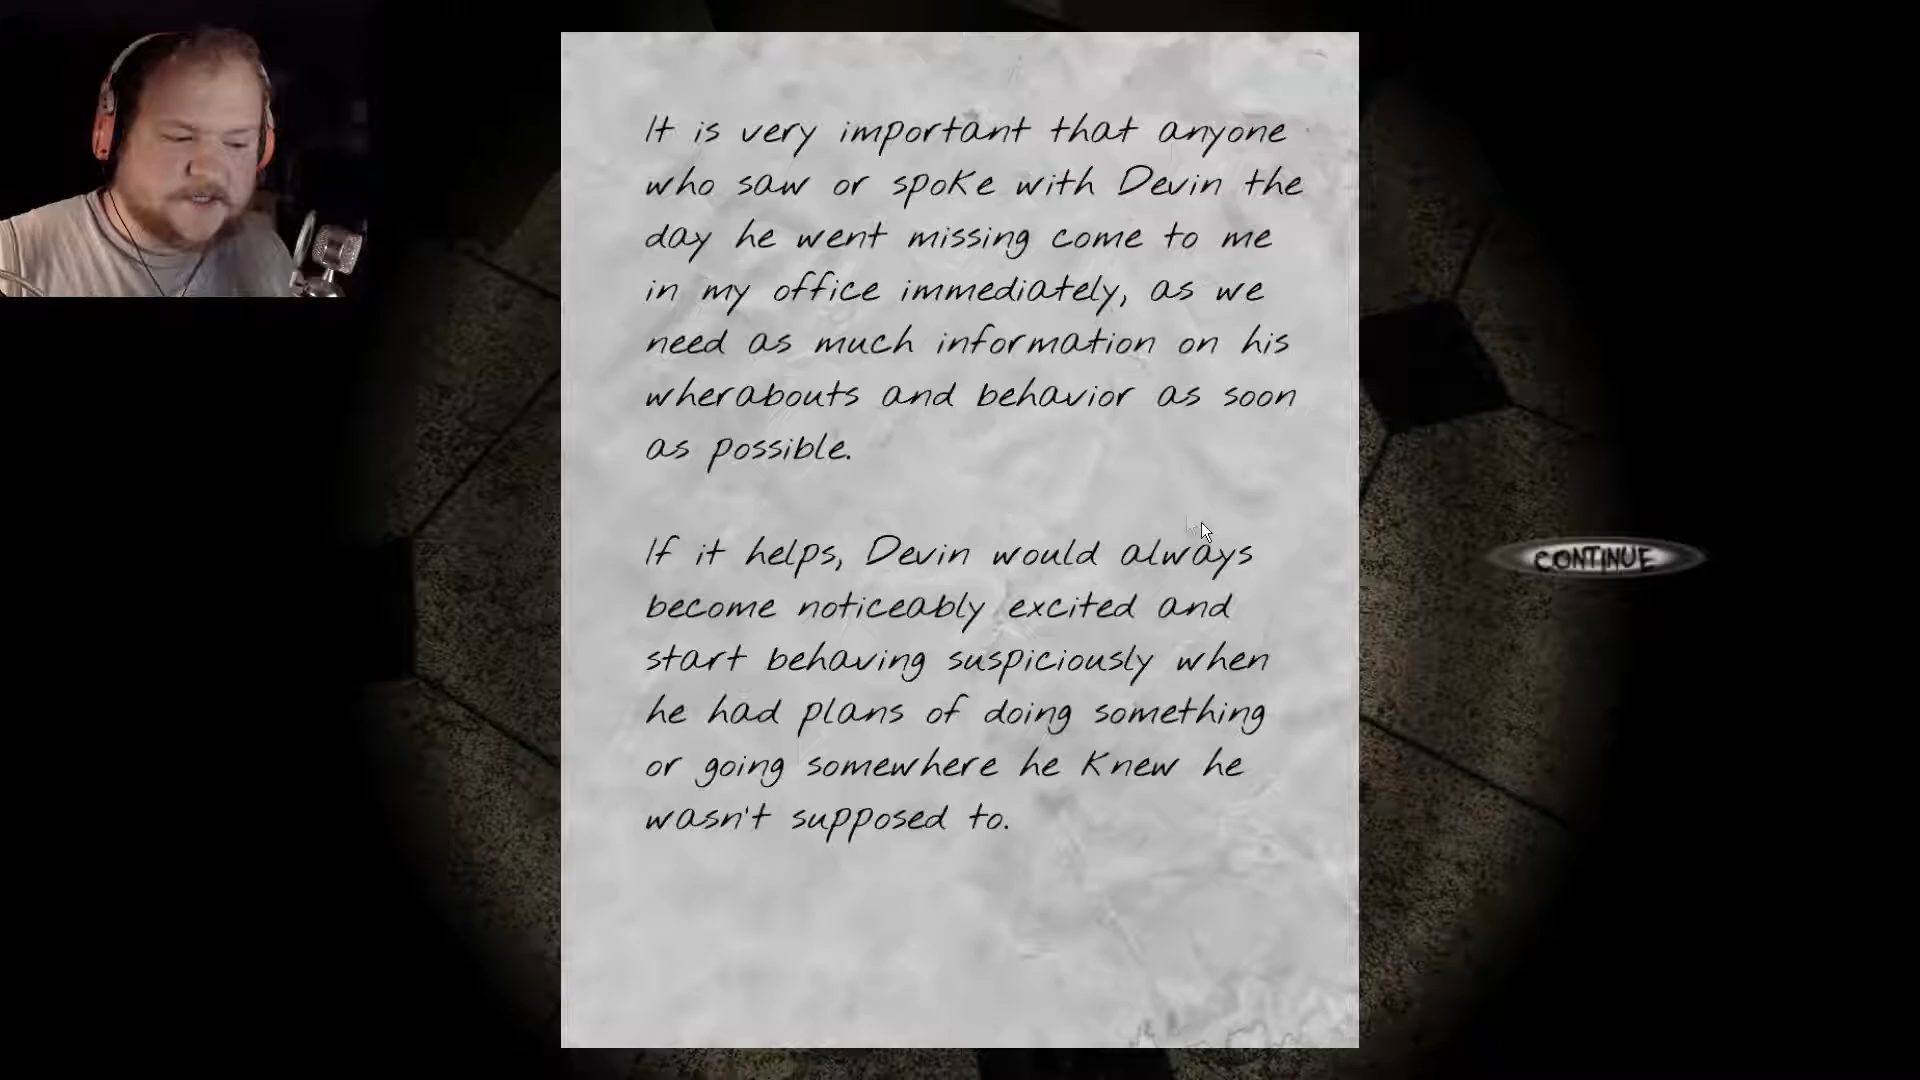 It is very important that anyone
who saw or spoke with Devin the
day he went missing come to me
in my office immediately, as we
need as much information on his
wherabouts and behavior as soon
as possible.
If it helps, Devin would always
become noticeably excited and
start behaving suspiciously when
he had plans of doing something
or going somewhere he knew he
wasn't supposed to.
CONTINUE